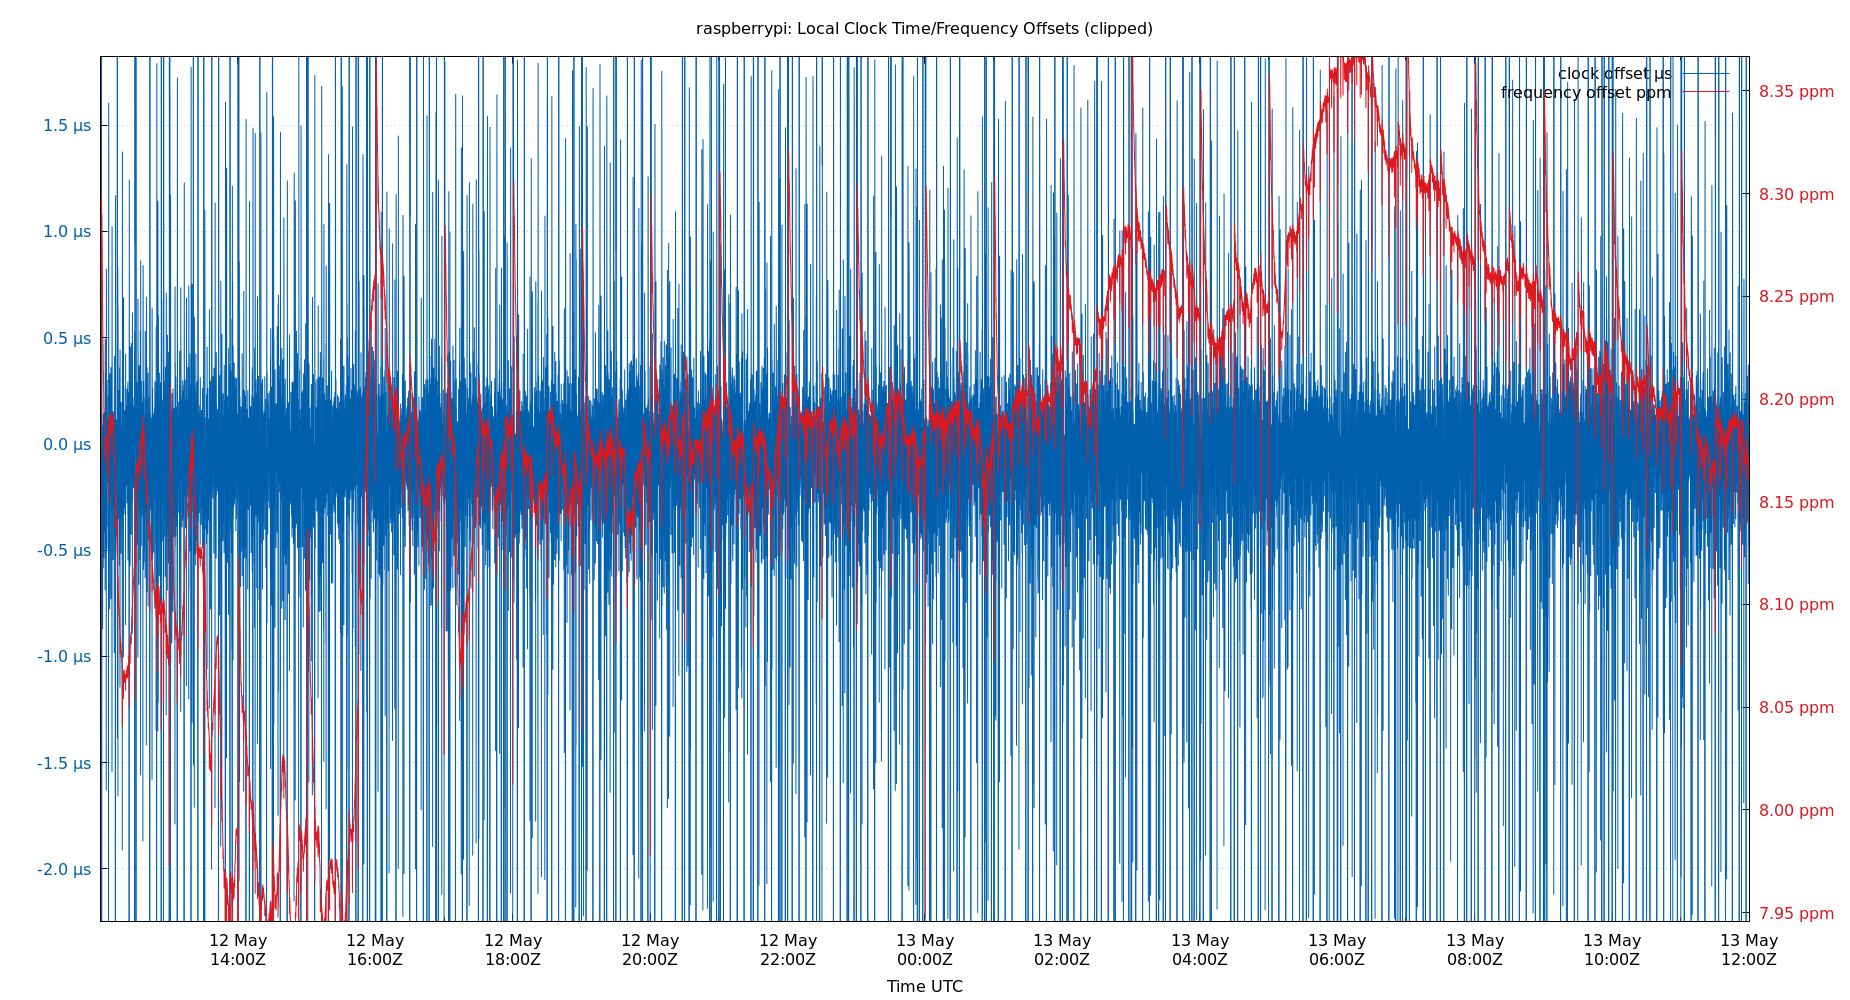 raspberrypi: Local Clock Time/Frequency Offsets (clipped)
clock offset µs
frequency offset ppm
1.5 µs
1.0 µs
0.5 µs
0.0 µs
-0.5 µs
-1.0 µs
-1.5 µs
-2.0 µs
8.35 ppm
8.30 ppm
8.25 ppm
8.20 ppm
8.15 ppm
8.10 ppm
8.05 ppm
8.00 ppm
7.95 ppm
12 May 12 May 12 May 12 May 12 May 13 May 13 May 13 May 13 May 13 May 13 May 13 May
14:00Z 16:00Z 18:00Z 20:00Z 22:00Z 00:00Z 02:00Z 04:00Z 06:00Z 08:00Z 10:00Z 12:00Z
Time UTC